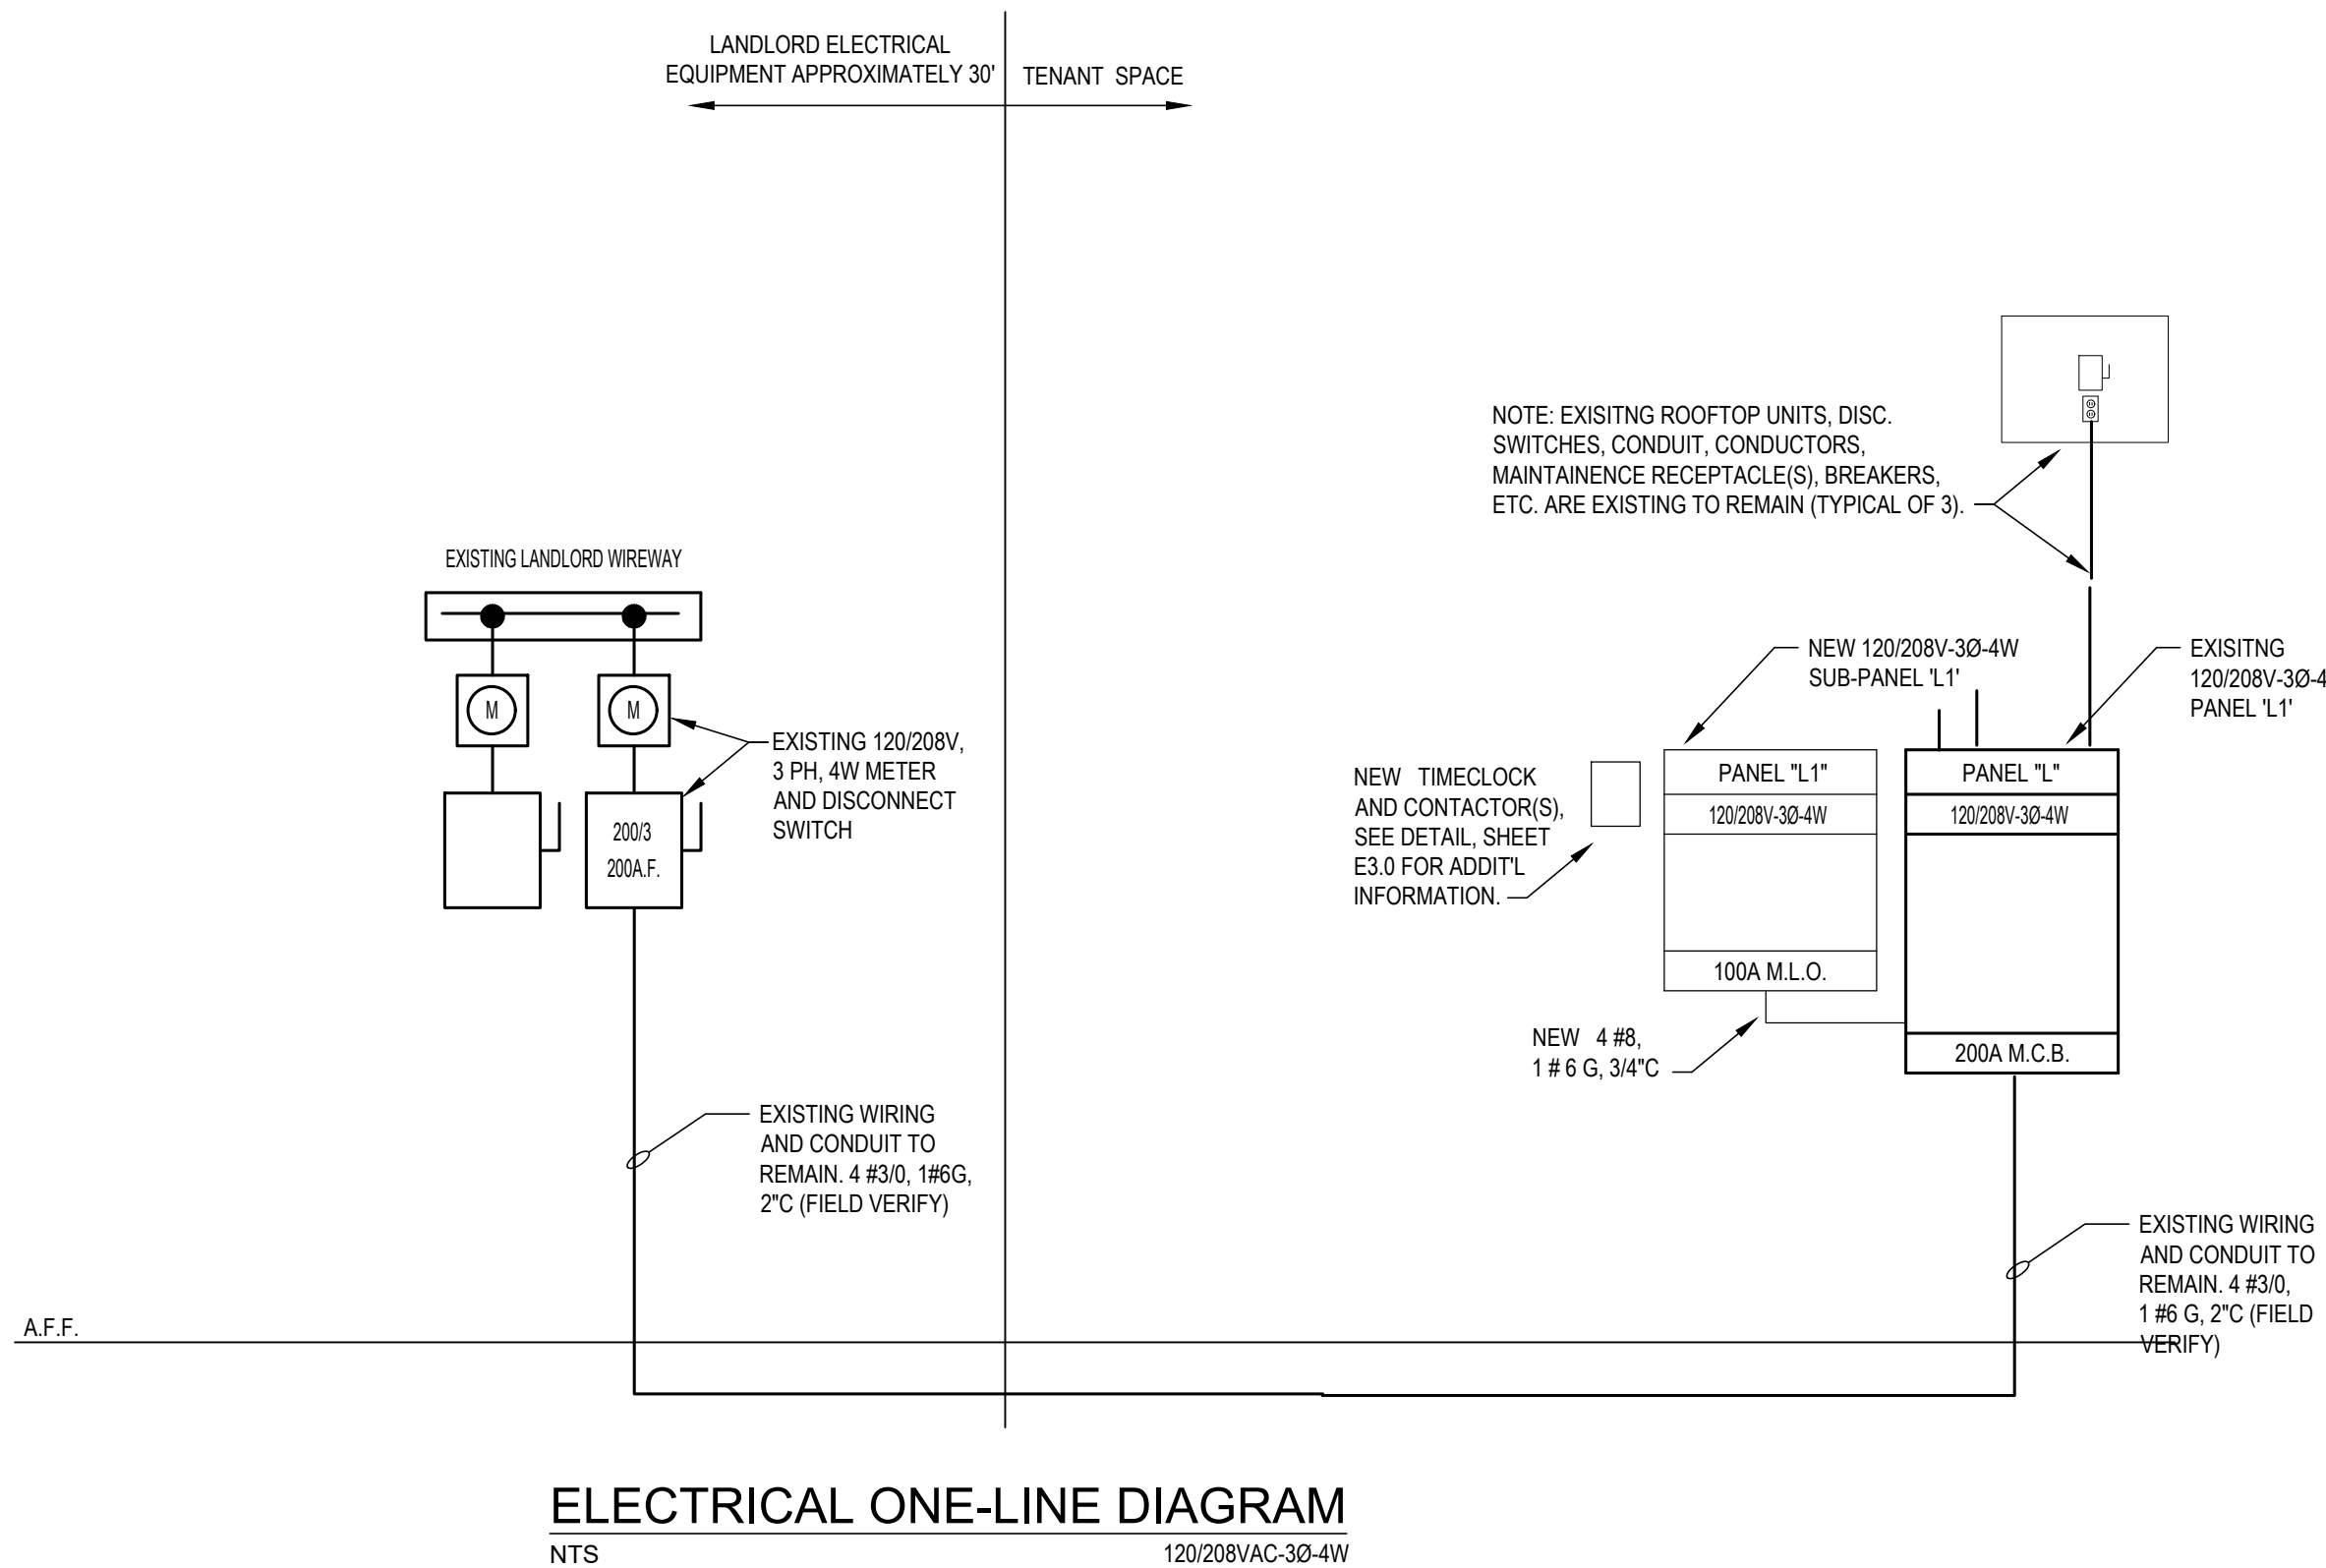 LANDLORD ELECTRICAL
EQUIPMENT APPROXIMATELY 30'
TENANT SPACE
NOTE: EXISITNG ROOFTOP UNITS, DISC.
SWITCHES, CONDUIT, CONDUCTORS,
MAINTAINENCE RECEPTACLE(S), BREAKERS,
ETC. ARE EXISTING TO REMAIN (TYPICAL OF 3).
EXISTING LANDLORD WIREWAY
M
M
EXISTING 120/208V,
3 PH, 4W METER
AND DISCONNECT
SWITCH
200/3
200A.F.
NEW 120/208V-3Ø-4W
SUB-PANEL 'L1'
EXISITNG
120/208V-3Ø-4
PANEL 'L1'
NEW TIMECLOCK
AND CONTACTOR(S),
SEE DETAIL, SHEET
E3.0 FOR ADDIT'L
INFORMATION.
PANEL "L1"
120/208V-3Ø-4W
100A M.L.O.
PANEL "L"
120/208V-3Ø-4W
200A M.C.B.
NEW 4 #8,
1 # 6 G, 3/4"C
EXISTING WIRING
AND CONDUIT TO
REMAIN. 4 #3/0, 1#6G,
2"C (FIELD VERIFY)
EXISTING WIRING
AND CONDUIT TO
REMAIN. 4 #3/0,
1 #6 G, 2"C (FIELD
VERIFY)
A.F.F.
ELECTRICAL ONE-LINE DIAGRAM
NTS
120/208VAC-3Ø-4W